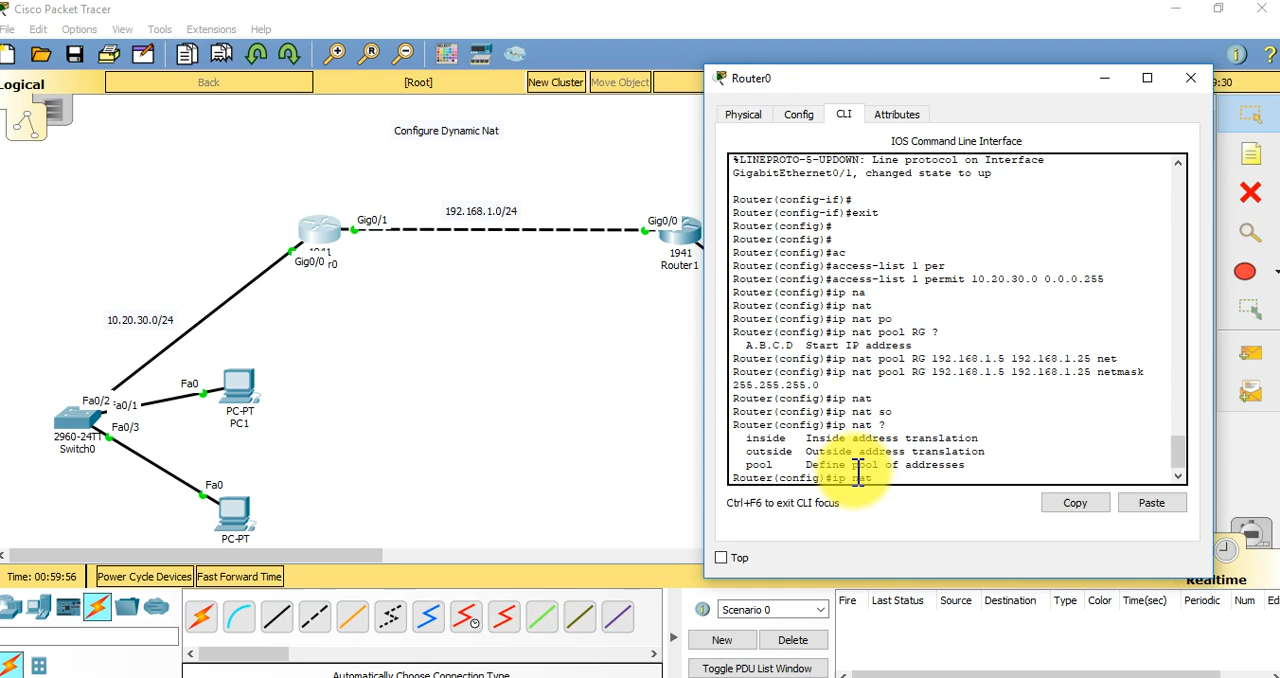 Cisco Packet Tracer
File Edit Options View Tools Extensions Help
Logical
Back
[Root]
New Cluster
Move Object
9:30
Configure Dynamic Nat
192.168.1.0/24
Gig0/1
Gig0/0
1941
Router1
1941
Gig0/0 r0
10.20.30.0/24
Fa0
PC-PT
PC1
Fa0/2
Fa0/1
Fa0/3
2960-24TT
Switch0
Fa0
PC-PT
Router0
Physical Config CLI Attributes
IOS Command Line Interface
%LINEPROTO-5-UPDOWN: Line protocol on Interface
GigabitEthernet0/1, changed state to up
Router(config-if)#
Router(config-if)#exit
Router(config)#
Router(config)#
Router(config)#ac
Router(config)#access-list 1 per
Router(config)#access-list 1 permit 10.20.30.0 0.0.0.255
Router(config)#ip na
Router(config)#ip nat
Router(config)#ip nat po
Router(config)#ip nat pool RG ?
A.B.C.D Start IP address
Router(config)#ip nat pool RG 192.168.1.5 192.168.1.25 net
Router(config)#ip nat pool RG 192.168.1.5 192.168.1.25 netmask
255.255.255.0
Router(config)#ip nat
Router(config)#ip nat so
Router(config)#ip nat ?
inside Inside address translation
outside Outside address translation
pool Define pool of addresses
Router(config)#ip nat
Ctrl+F6 to exit CLI focus
Copy
Paste
Top
Time: 00:59:56
Power Cycle Devices
Fast Forward Time
Realtime
Scenario 0
New
Delete
Toggle PDU List Window
Fire Last Status Source Destination Type Color Time(sec) Periodic Num Ed
Automatically Choose Connection Type